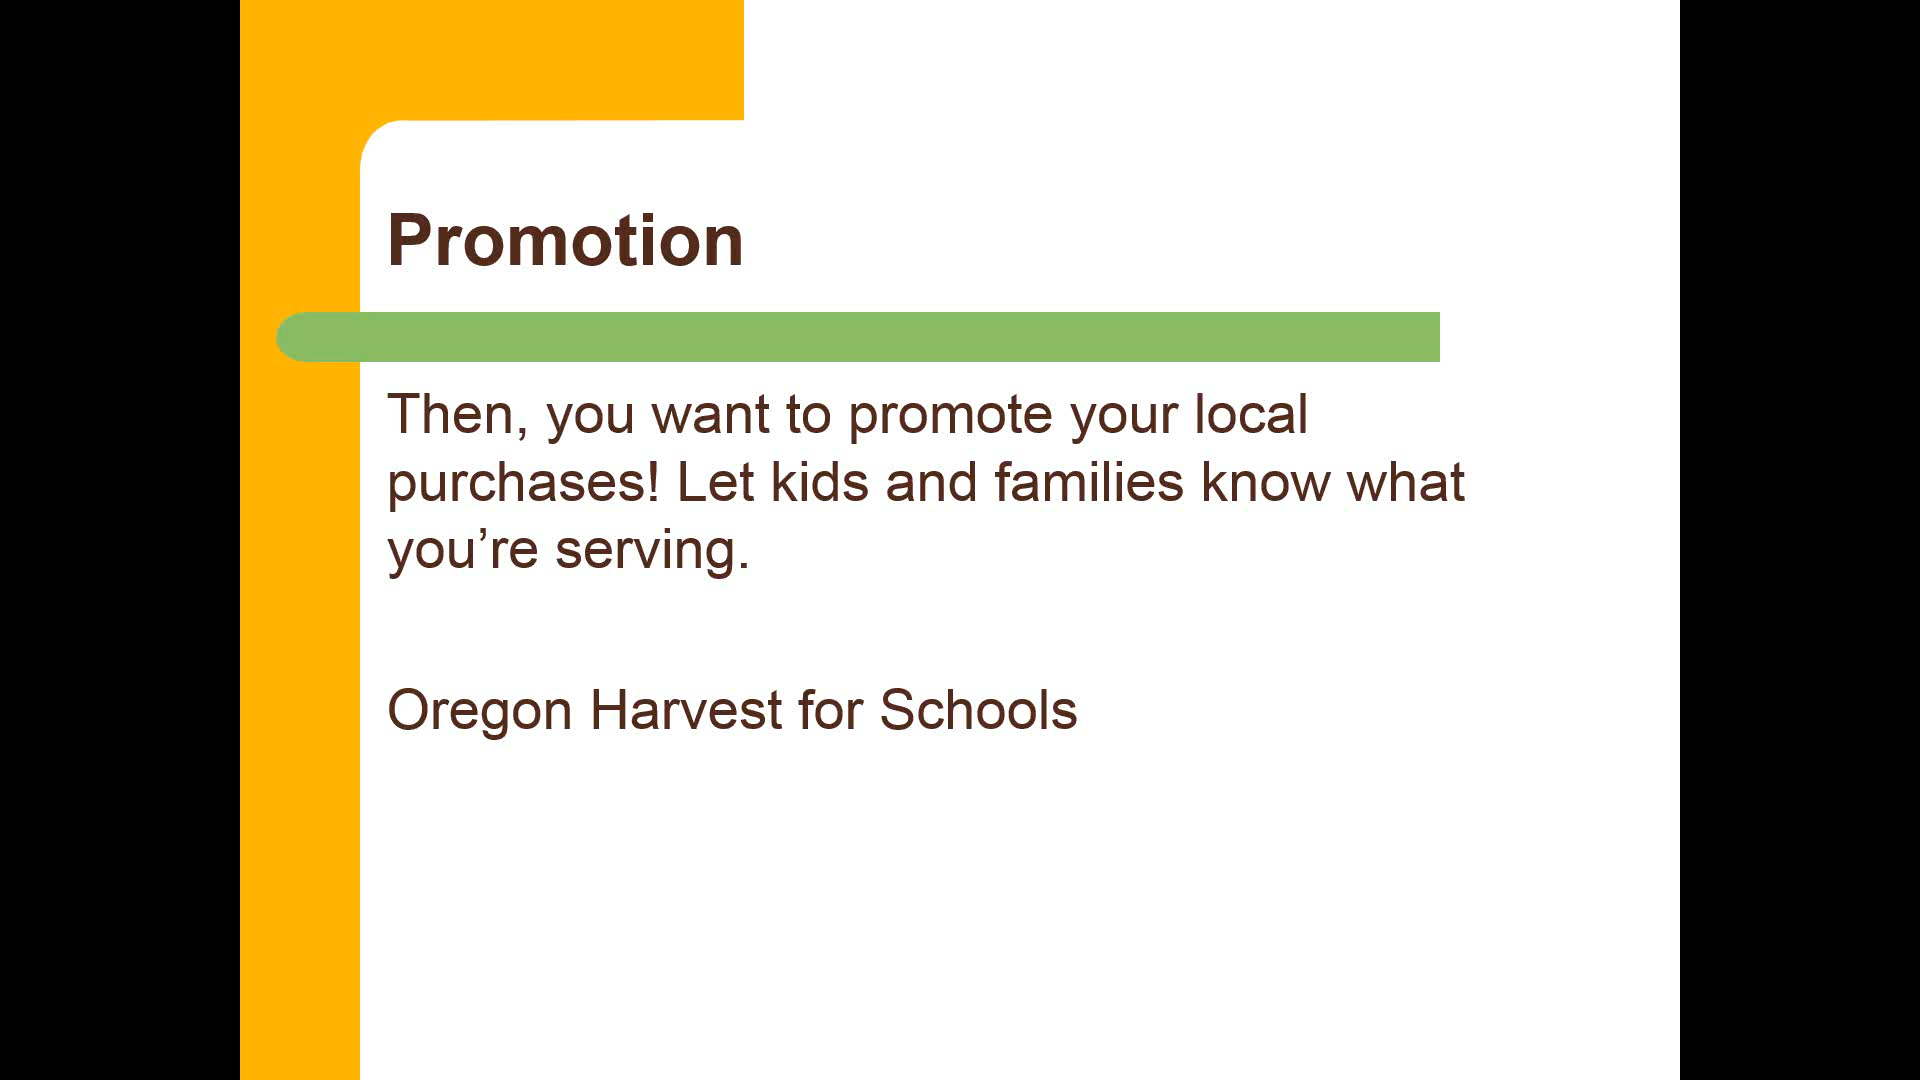 Promotion
Then, you want to promote your local
purchases! Let kids and families know what
you’re serving.
Oregon Harvest for Schools